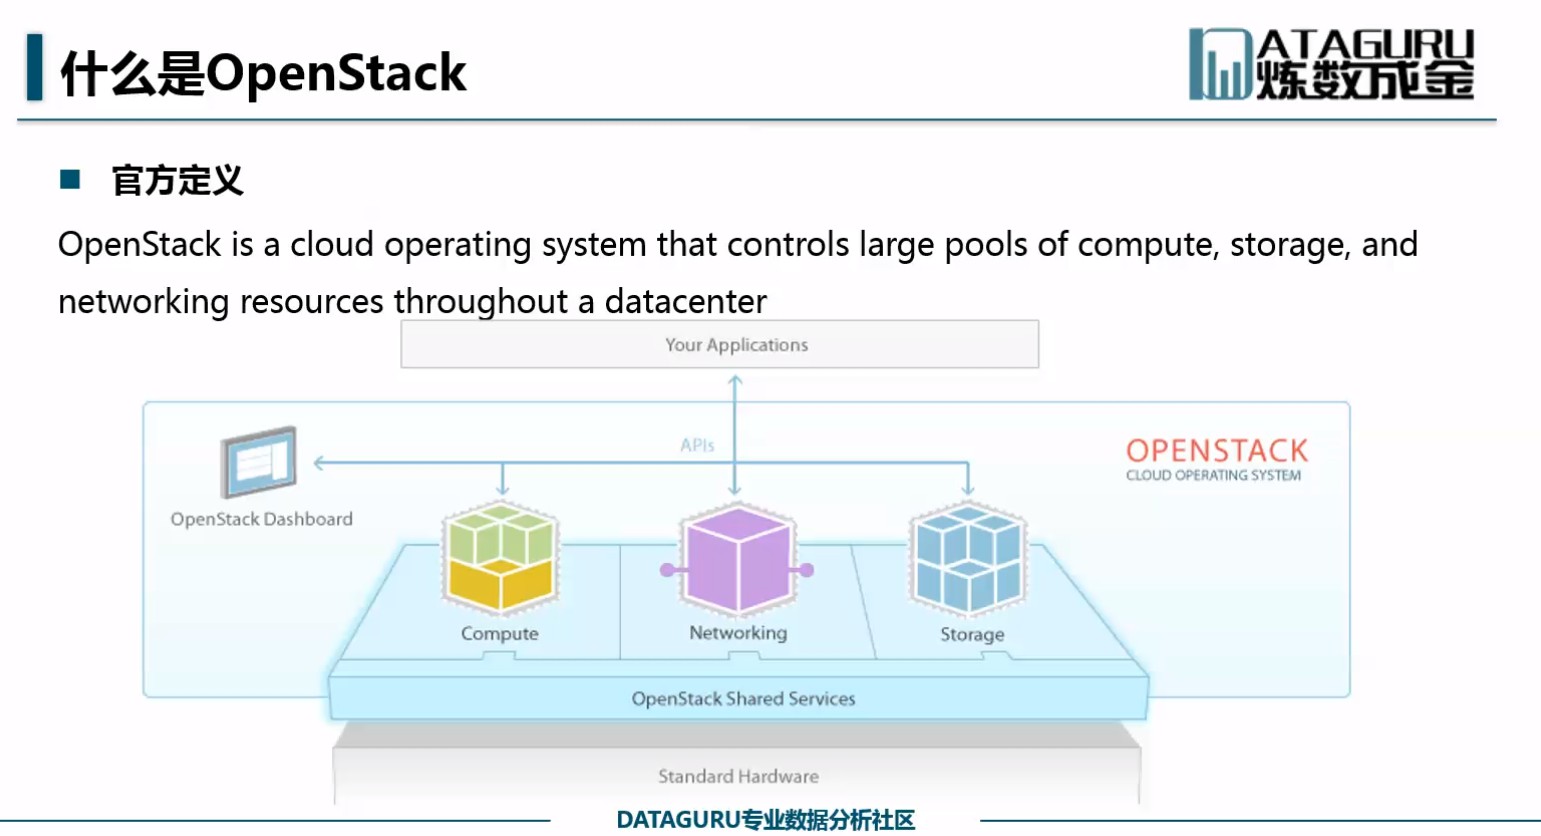 什么是OpenStack
DATAGURU
炼数成金
官方定义
OpenStack is a cloud operating system that controls large pools of compute, storage, and
networking resources throughout a datacenter
Your Applications
APIs
OPENSTACK
CLOUD OPERATING SYSTEM
OpenStack Dashboard
Compute
Networking
Storage
OpenStack Shared Services
Standard Hardware
DATAGURU专业数据分析社区